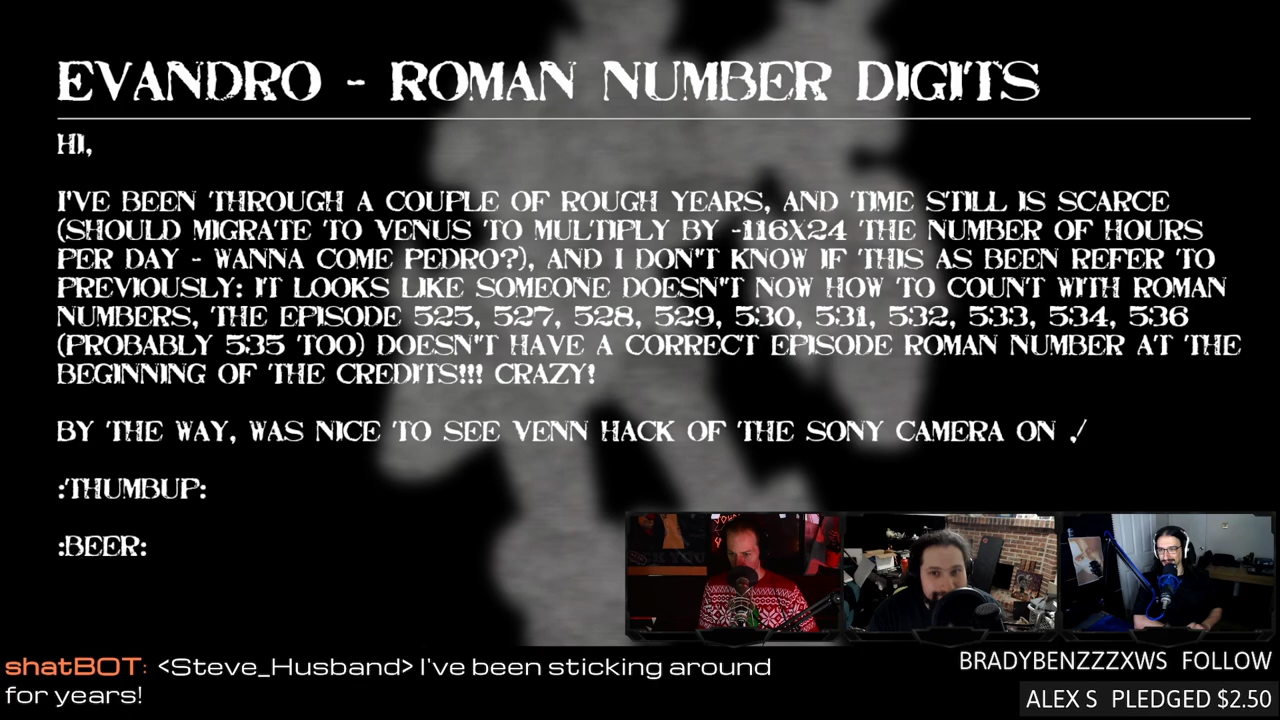 EVANDRO - ROMAN NUMBER DIGITS
HI,
I'VE BEEN THROUGH A COUPLE OF ROUGH YEARS, AND TIME STILL IS SCARCE
(SHOULD MIGRATE TO VENUS TO MULTIPLY BY -116X24 THE NUMBER OF HOURS
PER DAY - WANNA COME PEDRO?), AND I DON"T KNOW IF THIS AS BEEN REFER TO
PREVIOUSLY: IT LOOKS LIKE SOMEONE DOESN"T NOW HOW TO COUNT WITH ROMAN
NUMBERS, THE EPISODE 525, 527, 528, 529, 530, 531, 532, 533, 534, 536
(PROBABLY 535 TOO) DOESN"T HAVE A CORRECT EPISODE ROMAN NUMBER AT THE
BEGINNING OF THE CREDITS!!! CRAZY!
BY THE WAY, WAS NICE TO SEE VENN HACK OF THE SONY CAMERA ON ./
:THUMBUP:
:BEER:
shatBOT: <Steve_Husband> I've been sticking around
for years!
BRADYBENZZZXWS FOLLOW
ALEX S PLEDGED $2.50